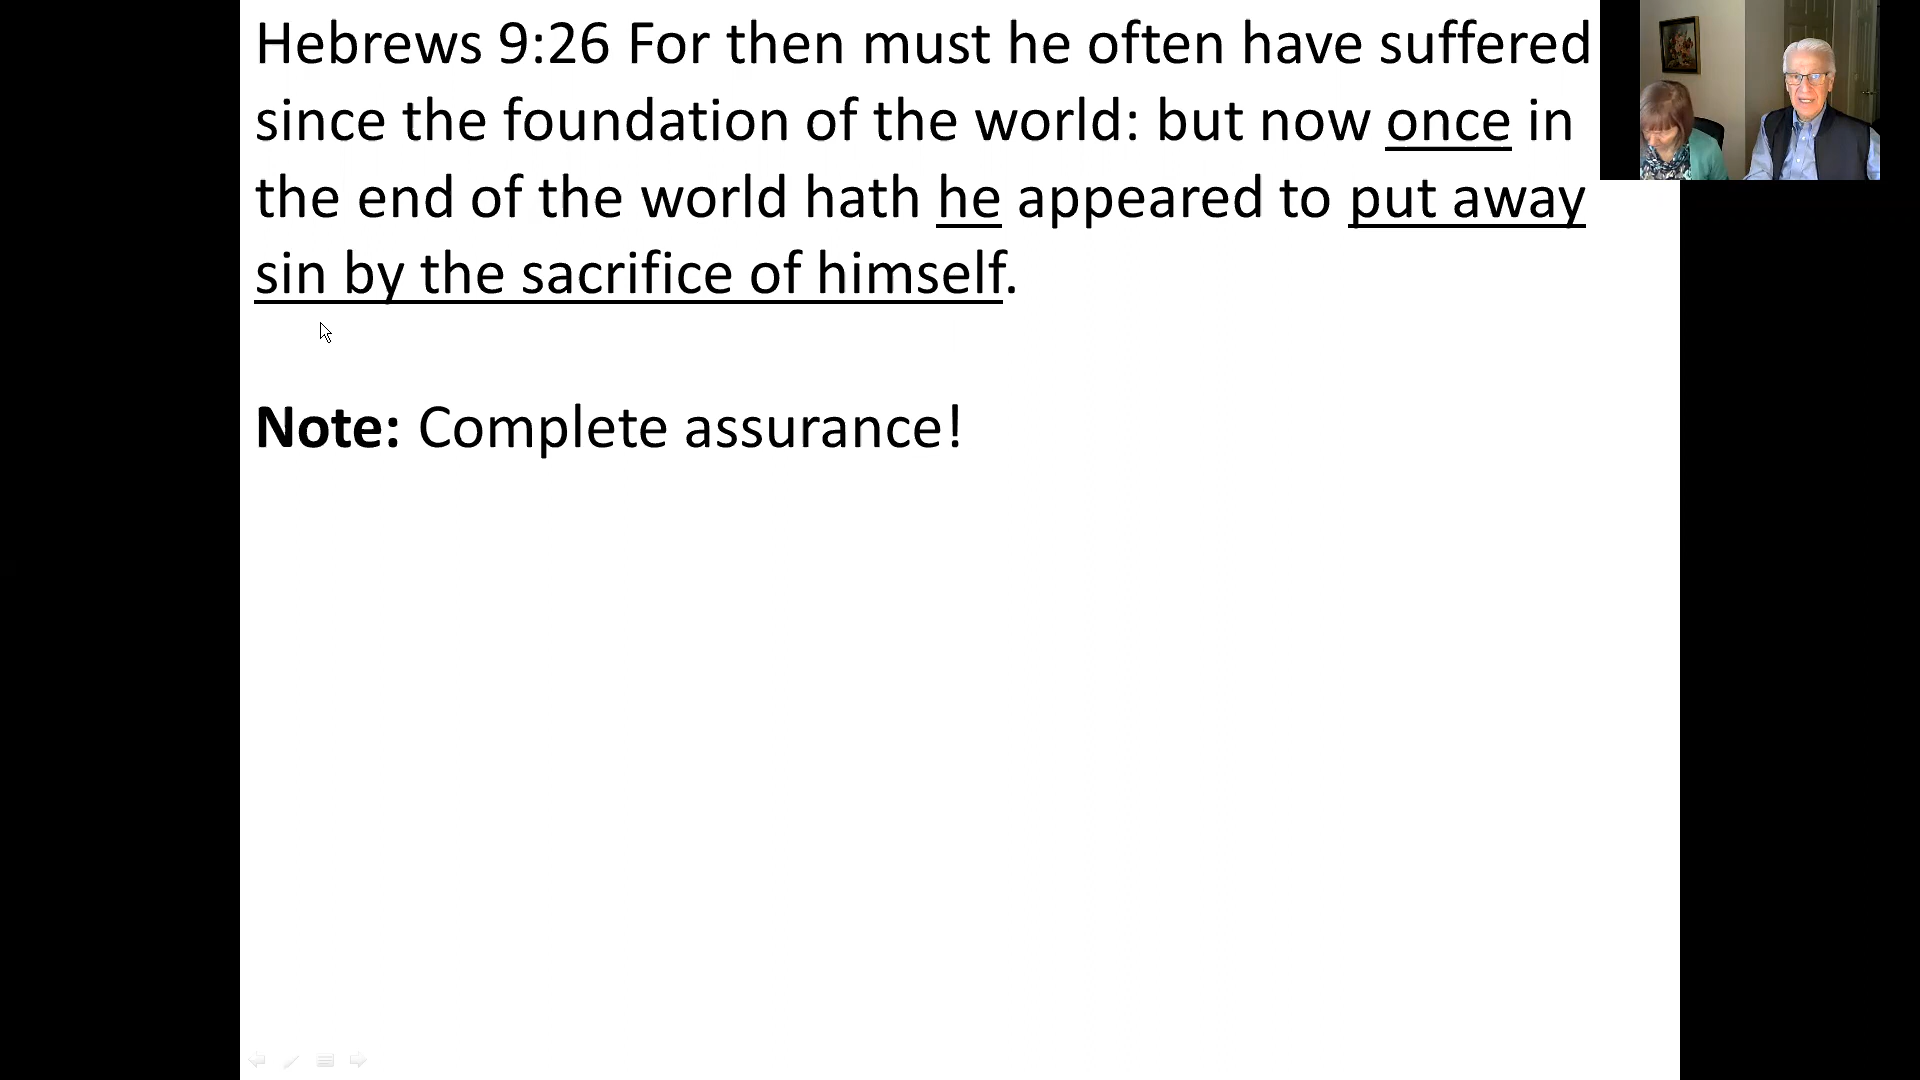 Hebrews 9:26 For then must he often have suffered
since the foundation of the world: but now once in
the end of the world hath he appeared to put away
sin by the sacrifice of himself.
Note: Complete assurance!